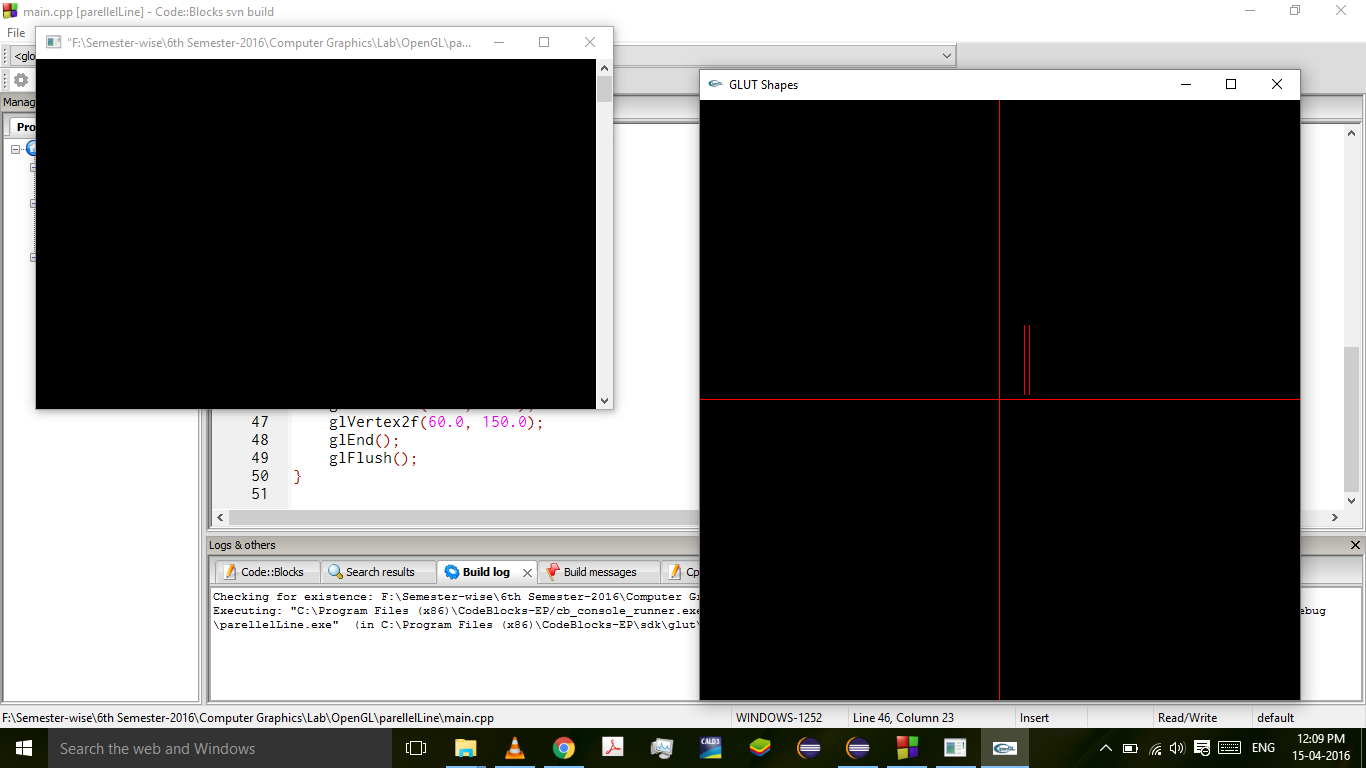 main.cpp [parellelLine] - Code::Blocks svn build
File
"F:\Semester-wise\6th Semester-2016\Computer Graphics\Lab\OpenGL\pa...
<glo
GLUT Shapes
Manag
Pro
47 glVertex2f(60.0, 150.0);
48 glEnd();
49 glFlush();
50 }
51
Logs & others
Code::Blocks
Search results
Build log
Build messages
Cp
Checking for existence: F:\Semester-wise\6th Semester-2016\Computer Gr
Executing: "C:\Program Files (x86)\CodeBlocks-EP/cb_console_runner.exe
ebug
\parellelLine.exe"  (in C:\Program Files (x86)\CodeBlocks-EP\sdk\glut\
F:\Semester-wise\6th Semester-2016\Computer Graphics\Lab\OpenGL\parellelLine\main.cpp
WINDOWS-1252
Line 46, Column 23
Insert
Read/Write
default
Search the web and Windows
CALD3
OpenGL
ENG
12:09 PM
15-04-2016